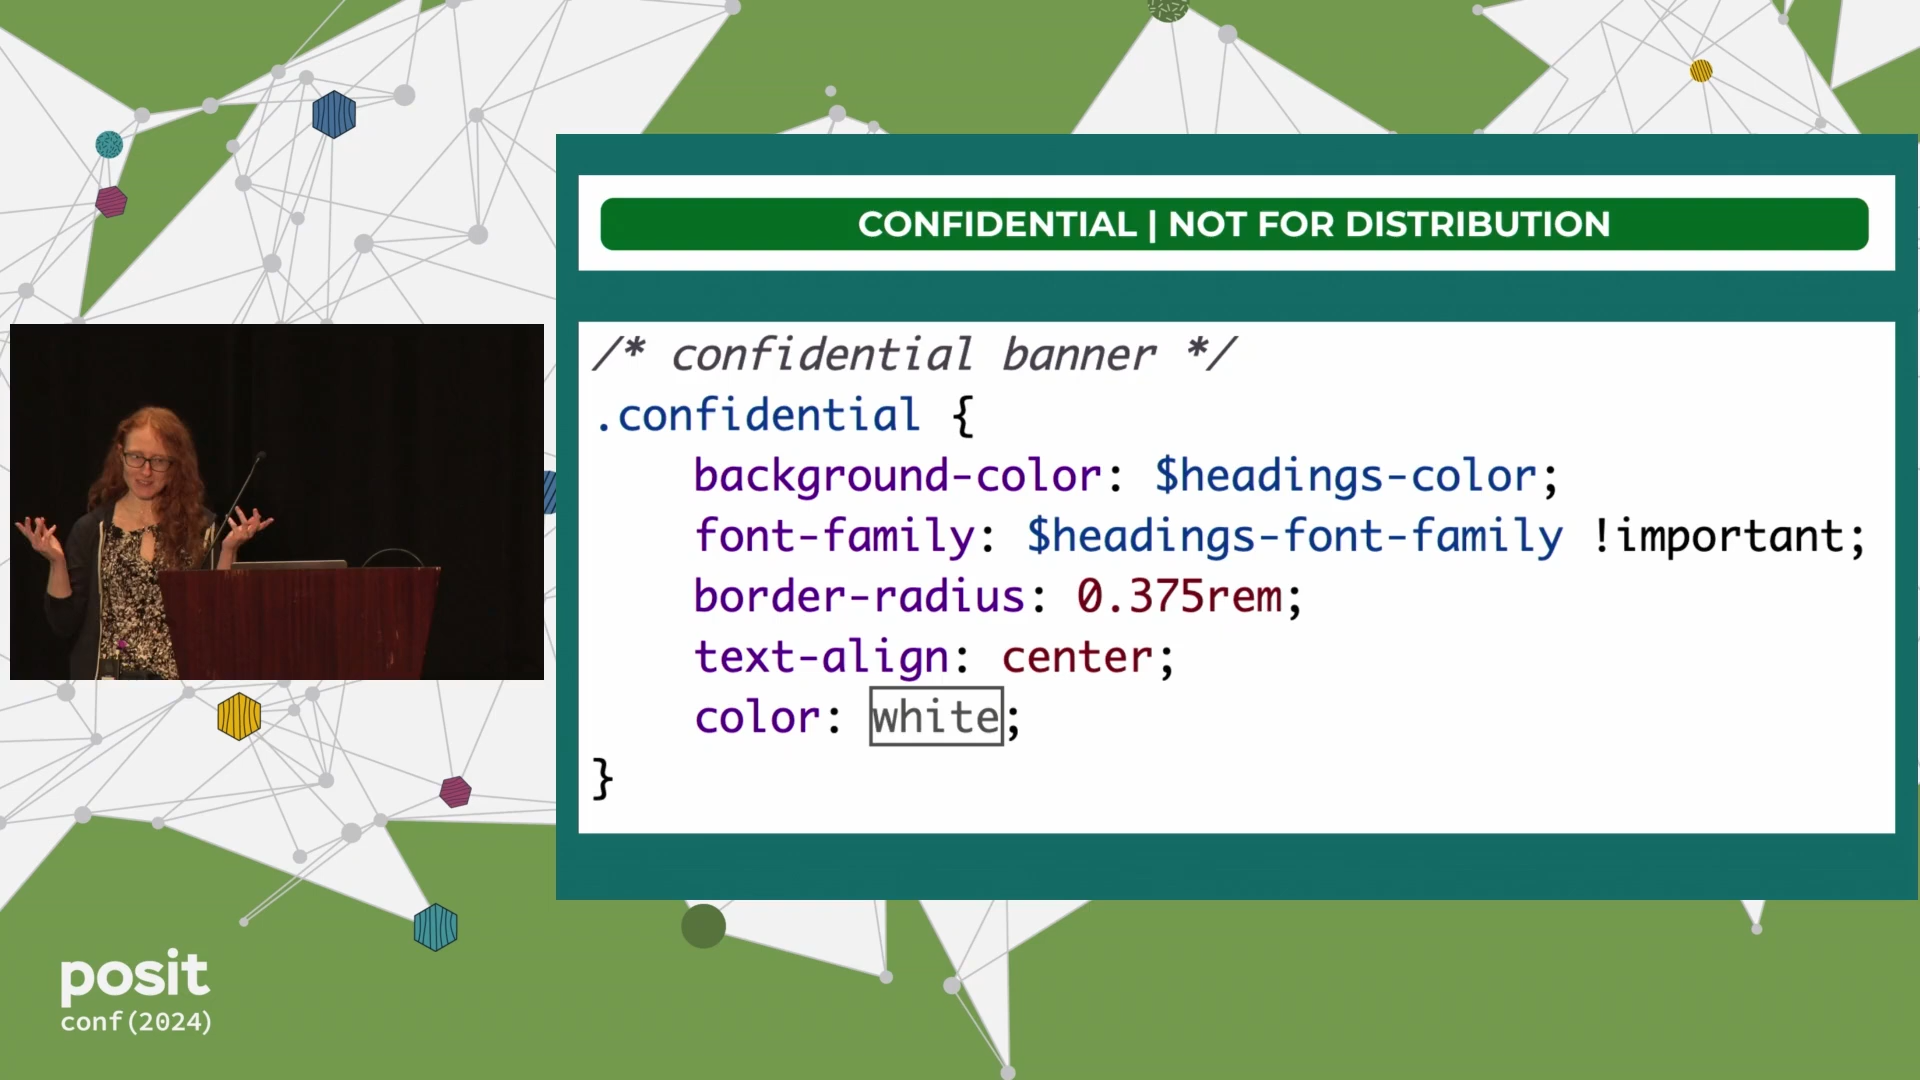 CONFIDENTIAL | NOT FOR DISTRIBUTION
/* confidential banner */
.confidential {
background-color: $headings-color;
font-family: $headings-font-family !important;
border-radius: 0.375rem;
text-align: center;
color: white;
}
posit
conf(2024)